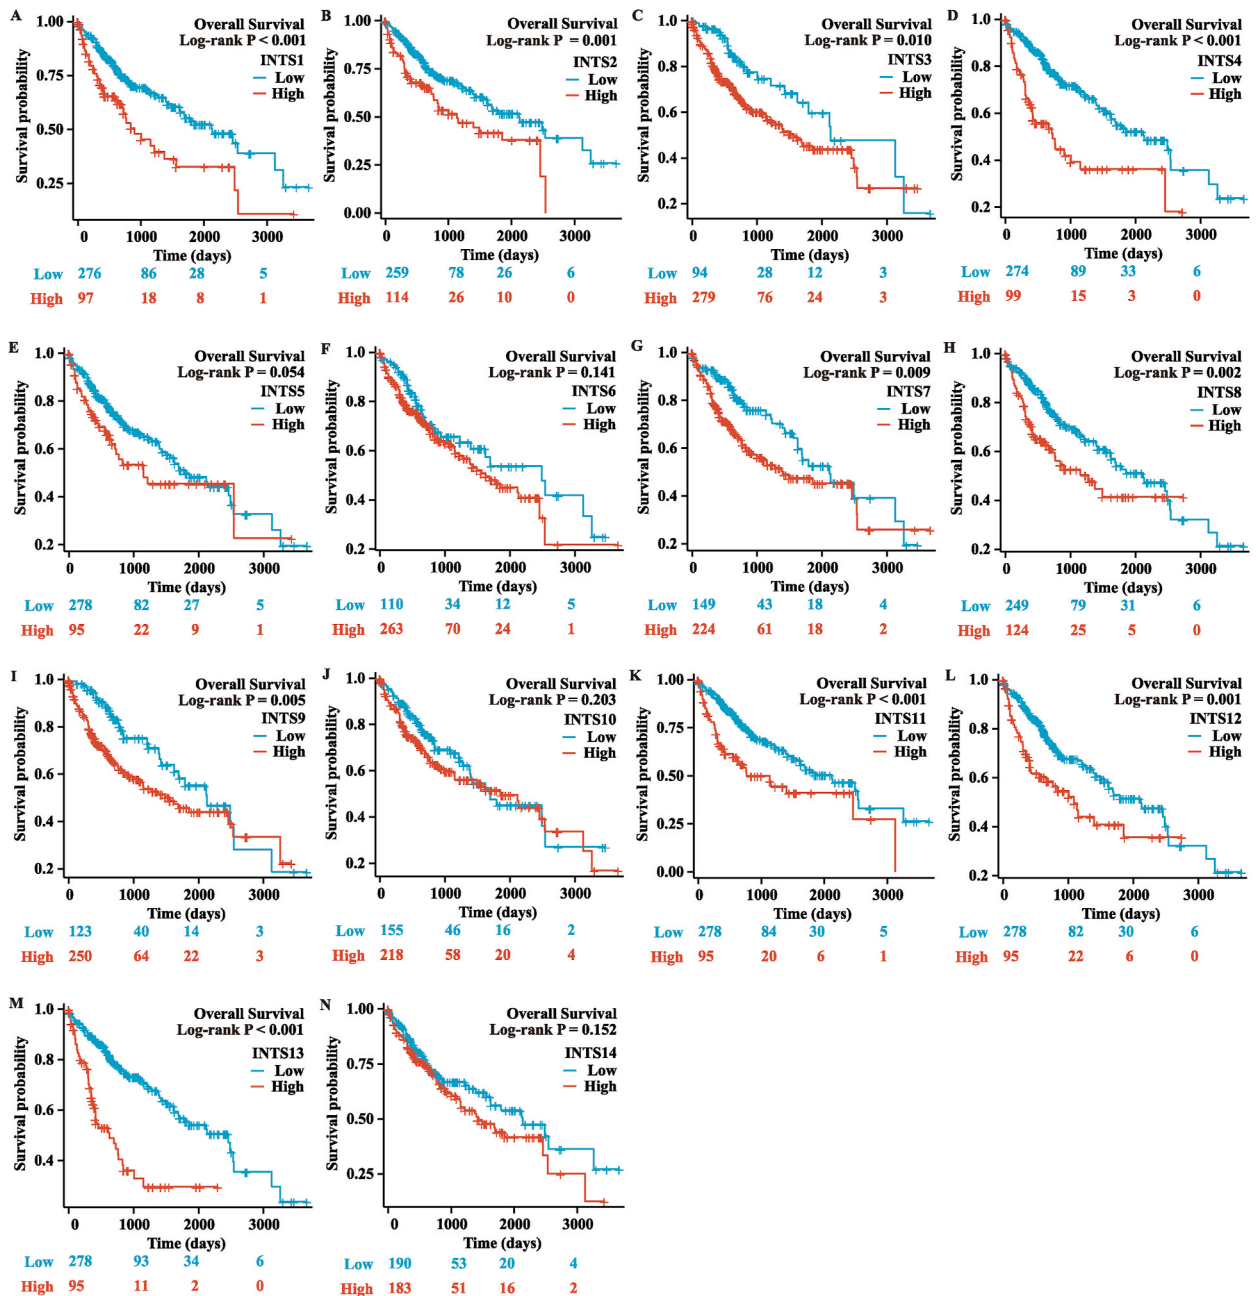 A
Overall Survival
Log-rank P < 0.001
INTS1
Low
High
Survival probability
1.00
0.75
0.50
0.25
0 1000 2000 3000
Time (days)
Low 276 86 28 5
High 97 18 8 1
B
Overall Survival
Log-rank P = 0.001
INTS2
Low
High
Survival probability
1.00
0.75
0.50
0.25
0.00
0 1000 2000 3000
Time (days)
Low 259 78 26 6
High 114 26 10 0
C
Overall Survival
Log-rank P = 0.010
INTS3
Low
High
Survival probability
1.0
0.8
0.6
0.4
0.2
0 1000 2000 3000
Time (days)
Low 94 28 12 3
High 279 76 24 3
D
Overall Survival
Log-rank P < 0.001
INTS4
Low
High
Survival probability
1.0
0.8
0.6
0.4
0.2
0 1000 2000 3000
Time (days)
Low 274 89 33 6
High 99 15 3 0
E
Overall Survival
Log-rank P = 0.054
INTS5
Low
High
Survival probability
1.0
0.8
0.6
0.4
0.2
0 1000 2000 3000
Time (days)
Low 278 82 27 5
High 95 22 9 1
F
Overall Survival
Log-rank P = 0.141
INTS6
Low
High
Survival probability
1.0
0.8
0.6
0.4
0.2
0 1000 2000 3000
Time (days)
Low 110 34 12 5
High 263 70 24 1
G
Overall Survival
Log-rank P = 0.009
INTS7
Low
High
Survival probability
1.0
0.8
0.6
0.4
0.2
0 1000 2000 3000
Time (days)
Low 149 43 18 4
High 224 61 18 2
H
Overall Survival
Log-rank P = 0.002
INTS8
Low
High
Survival probability
1.0
0.8
0.6
0.4
0.2
0 1000 2000 3000
Time (days)
Low 249 79 31 6
High 124 25 5 0
I
Overall Survival
Log-rank P = 0.005
INTS9
Low
High
Survival probability
1.0
0.8
0.6
0.4
0.2
0 1000 2000 3000
Time (days)
Low 123 40 14 3
High 250 64 22 3
J
Overall Survival
Log-rank P = 0.203
INTS10
Low
High
Survival probability
1.0
0.8
0.6
0.4
0.2
0 1000 2000 3000
Time (days)
Low 155 46 16 2
High 218 58 20 4
K
Overall Survival
Log-rank P < 0.001
INTS11
Low
High
Survival probability
1.00
0.75
0.50
0.25
0.00
0 1000 2000 3000
Time (days)
Low 278 84 30 5
High 95 20 6 1
L
Overall Survival
Log-rank P = 0.001
INTS12
Low
High
Survival probability
1.0
0.8
0.6
0.4
0.2
0 1000 2000 3000
Time (days)
Low 278 82 30 6
High 95 22 6 0
M
Overall Survival
Log-rank P < 0.001
INTS13
Low
High
Survival probability
1.0
0.8
0.6
0.4
0 1000 2000 3000
Time (days)
Low 278 93 34 6
High 95 11 2 0
N
Overall Survival
Log-rank P = 0.152
INTS14
Low
High
Survival probability
1.00
0.75
0.50
0.25
0 1000 2000 3000
Time (days)
Low 190 53 20 4
High 183 51 16 2